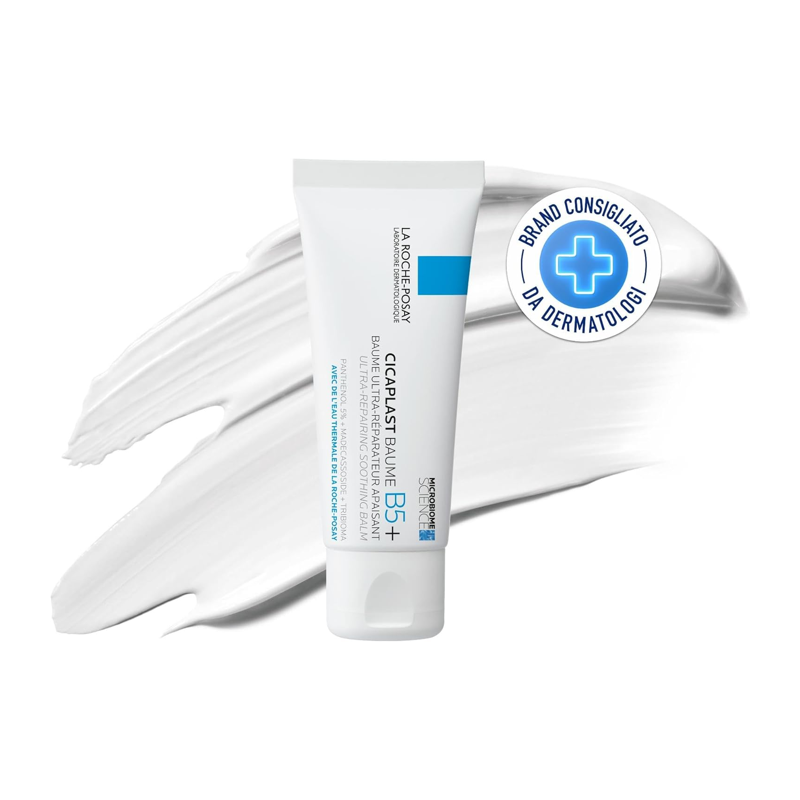 LA ROCHE-POSAY
LABORATOIRE DERMATOLOGIQUE
CICAPLAST BAUME B5+
BAUME ULTRA-RÉPARATEUR APAISANT
ULTRA-REPAIRING SOOTHING BALM
PANTHENOL 5% + MADECASSOSIDE + TRIBIOMA
AVEC DE L'EAU THERMALE DE LA ROCHE-POSAY
MICROBIOME
SCIENCE
BRAND CONSIGLIATO
DA DERMATOLOGI